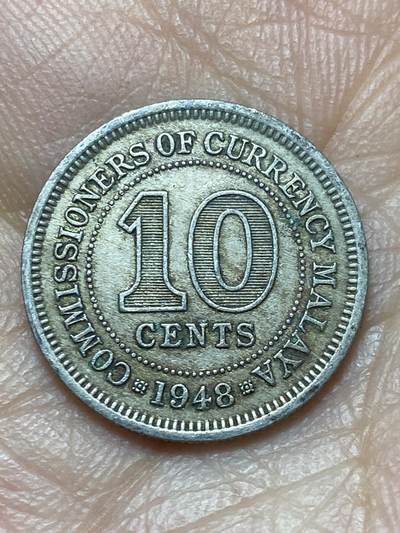 COMMISSIONERS OF CURRENCY MALAYA
10
CENTS
1948